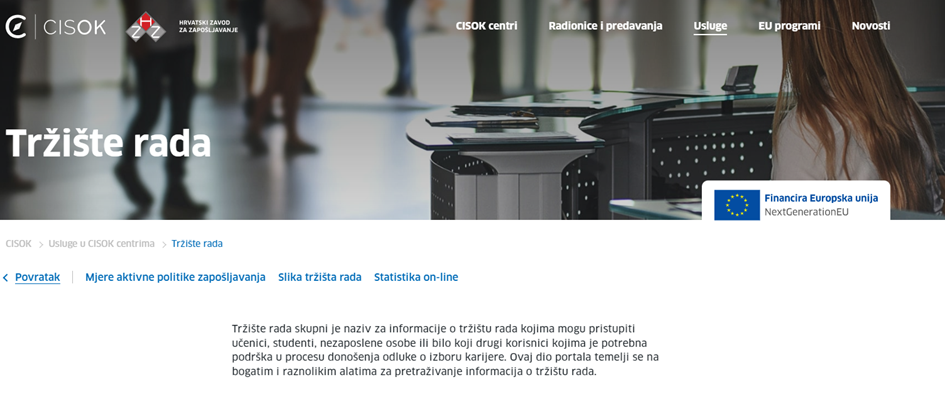 CISOK
HZZ
HRVATSKI ZAVOD
ZA ZAPOŠLJAVANJE
CISOK centri
Radionice i predavanja
Usluge
EU programi
Novosti
Tržište rada
Financira Europska unija
NextGenerationEU
CISOK > Usluge u CISOK centrima > Tržište rada
Povratak
Mjere aktivne politike zapošljavanja
Slika tržišta rada
Statistika on-line
Tržište rada skupni je naziv za informacije o tržištu rada kojima mogu pristupiti
učenici, studenti, nezaposlene osobe ili bilo koji drugi korisnici kojima je potrebna
podrška u procesu donošenja odluke o izboru karijere. Ovaj dio portala temelji se na
bogatim i raznolikim alatima za pretraživanje informacija o tržištu rada.